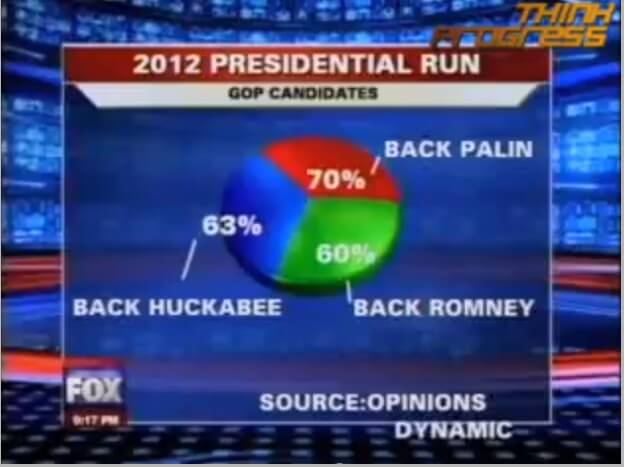 THINK
PROGRESS
2012 PRESIDENTIAL RUN
GOP CANDIDATES
BACK PALIN
70%
63%
60%
BACK HUCKABEE
BACK ROMNEY
FOX
9:17 PM
SOURCE:OPINIONS
DYNAMIC